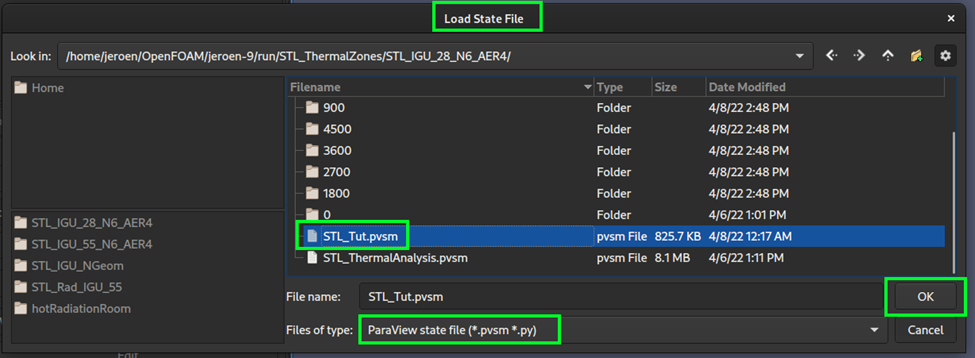 Load State File
Look in: /home/jeroen/OpenFOAM/jeroen-9/run/STL_ThermalZones/STL_IGU_28_N6_AER4/
Home
STL_IGU_28_N6_AER4
STL_IGU_55_N6_AER4
STL_IGU_NGeom
STL_Rad_IGU_55
hotRadiationRoom
Filename Type Size Date Modified
900 Folder 4/8/22 2:48 PM
4500 Folder 4/8/22 2:48 PM
3600 Folder 4/8/22 2:48 PM
2700 Folder 4/8/22 2:48 PM
1800 Folder 4/8/22 2:48 PM
0 Folder 4/6/22 1:01 PM
STL_Tut.pvsm pvsm File 825.7 KB 4/8/22 12:17 AM
STL_ThermalAnalysis.pvsm pvsm File 8.1 MB 4/6/22 1:11 PM
File name: STL_Tut.pvsm OK
Files of type: ParaView state file (*.pvsm *.py) Cancel
Edit